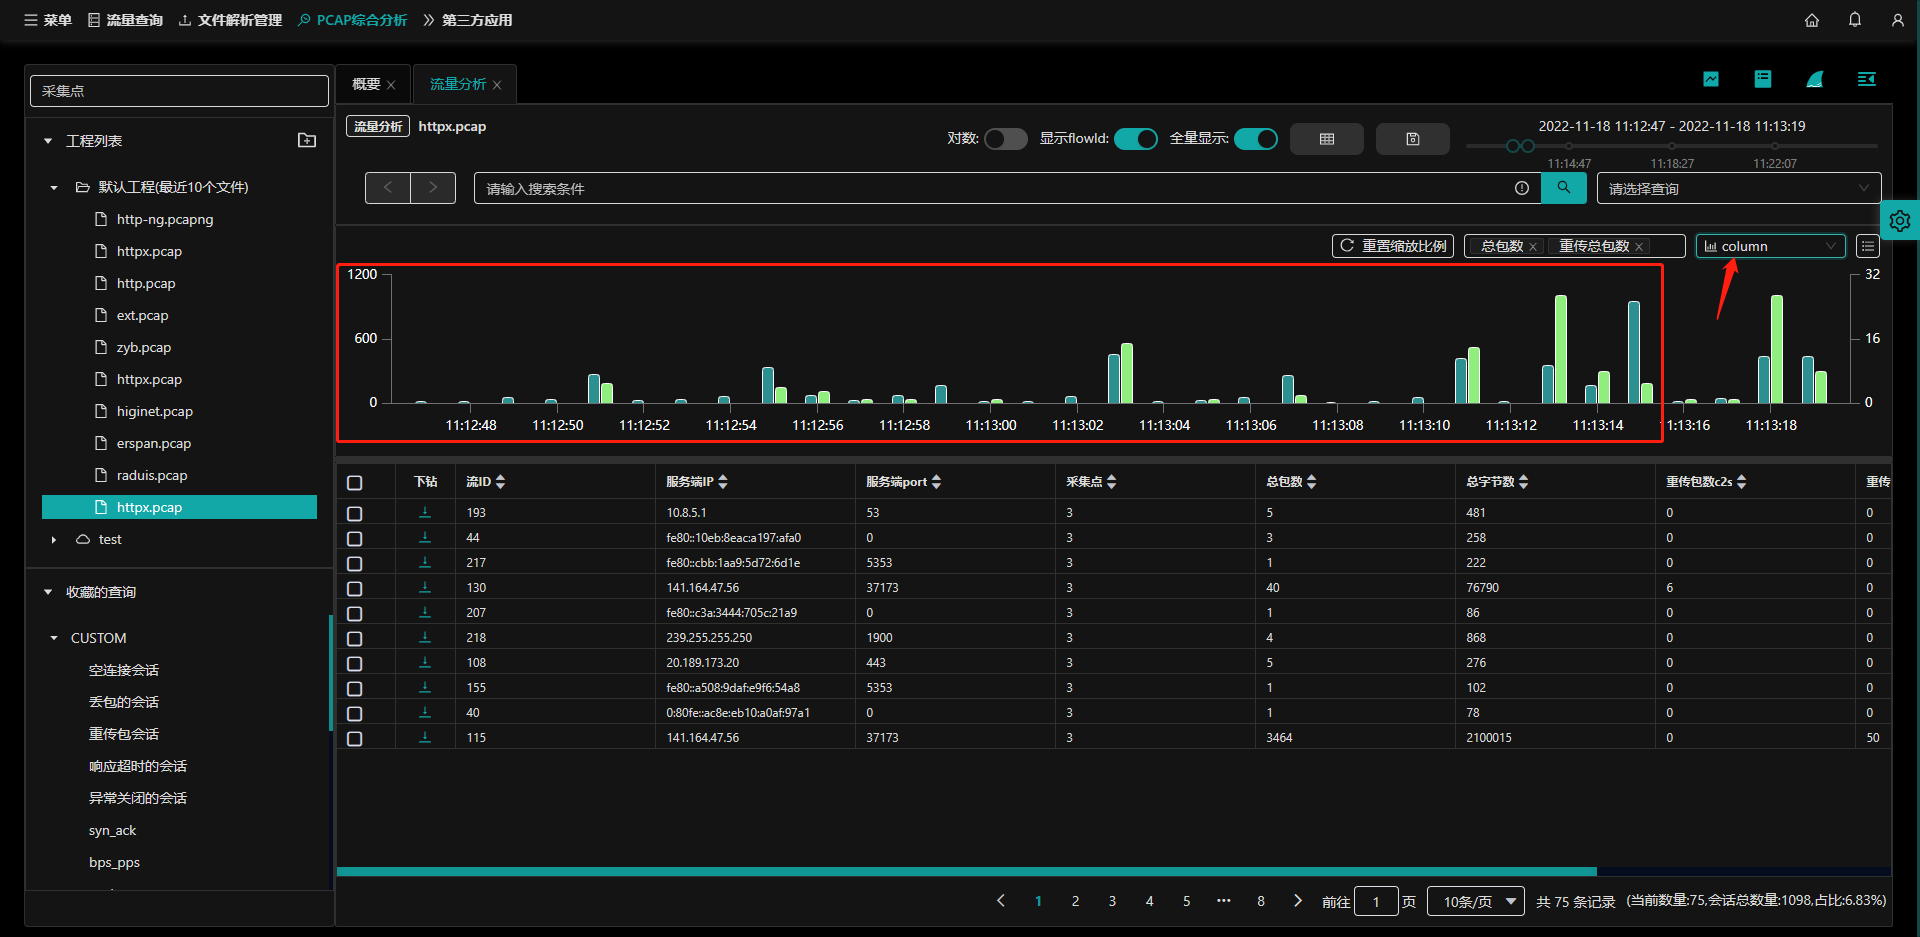 菜单 流量查询 文件解析管理 PCAP综合分析 第三方应用
采集点
工程列表
默认工程(最近10个文件)
http-ng.pcapng
httpx.pcap
http.pcap
ext.pcap
zyb.pcap
httpx.pcap
higinet.pcap
erspan.pcap
raduis.pcap
httpx.pcap
test
收藏的查询
CUSTOM
空连接会话
丢包的会话
重传包会话
响应超时的会话
异常关闭的会话
syn_ack
bps_pps
概要 流量分析
流量分析 httpx.pcap
对数: 显示flowId: 全量显示:
2022-11-18 11:12:47 - 2022-11-18 11:13:19
11:14:47 11:18:27 11:22:07
请输入搜索条件 请选择查询
重置缩放比例 总包数 重传总包数 column
1200 32
600 16
0 0
11:12:48 11:12:50 11:12:52 11:12:54 11:12:56 11:12:58 11:13:00 11:13:02 11:13:04 11:13:06 11:13:08 11:13:10 11:13:12 11:13:14 1:13:16 11:13:18
下钻 流ID 服务端IP 服务端port 采集点 总包数 总字节数 重传包数c2s 重传
193 10.8.5.1 53 3 5 481 0 0
44 fe80::10eb:8eac:a197:afa0 0 3 3 258 0 0
217 fe80::cbb:1aa9:5d72:6d1e 5353 3 1 222 0 0
130 141.164.47.56 37173 3 40 76790 6 0
207 fe80::c3a:3444:705c:21a9 0 3 1 86 0 0
218 239.255.255.250 1900 3 4 868 0 0
108 20.189.173.20 443 3 5 276 0 0
155 fe80::a508:9daf:e9f6:54a8 5353 3 1 102 0 0
40 0:80fe::ac8e:eb10:a0af:97a1 0 3 1 78 0 0
115 141.164.47.56 37173 3 3464 2100015 0 50
1 2 3 4 5 ••• 8 前往 1 页 10条/页 共 75 条记录 (当前数量:75,会话总数量:1098,占比:6.83%)